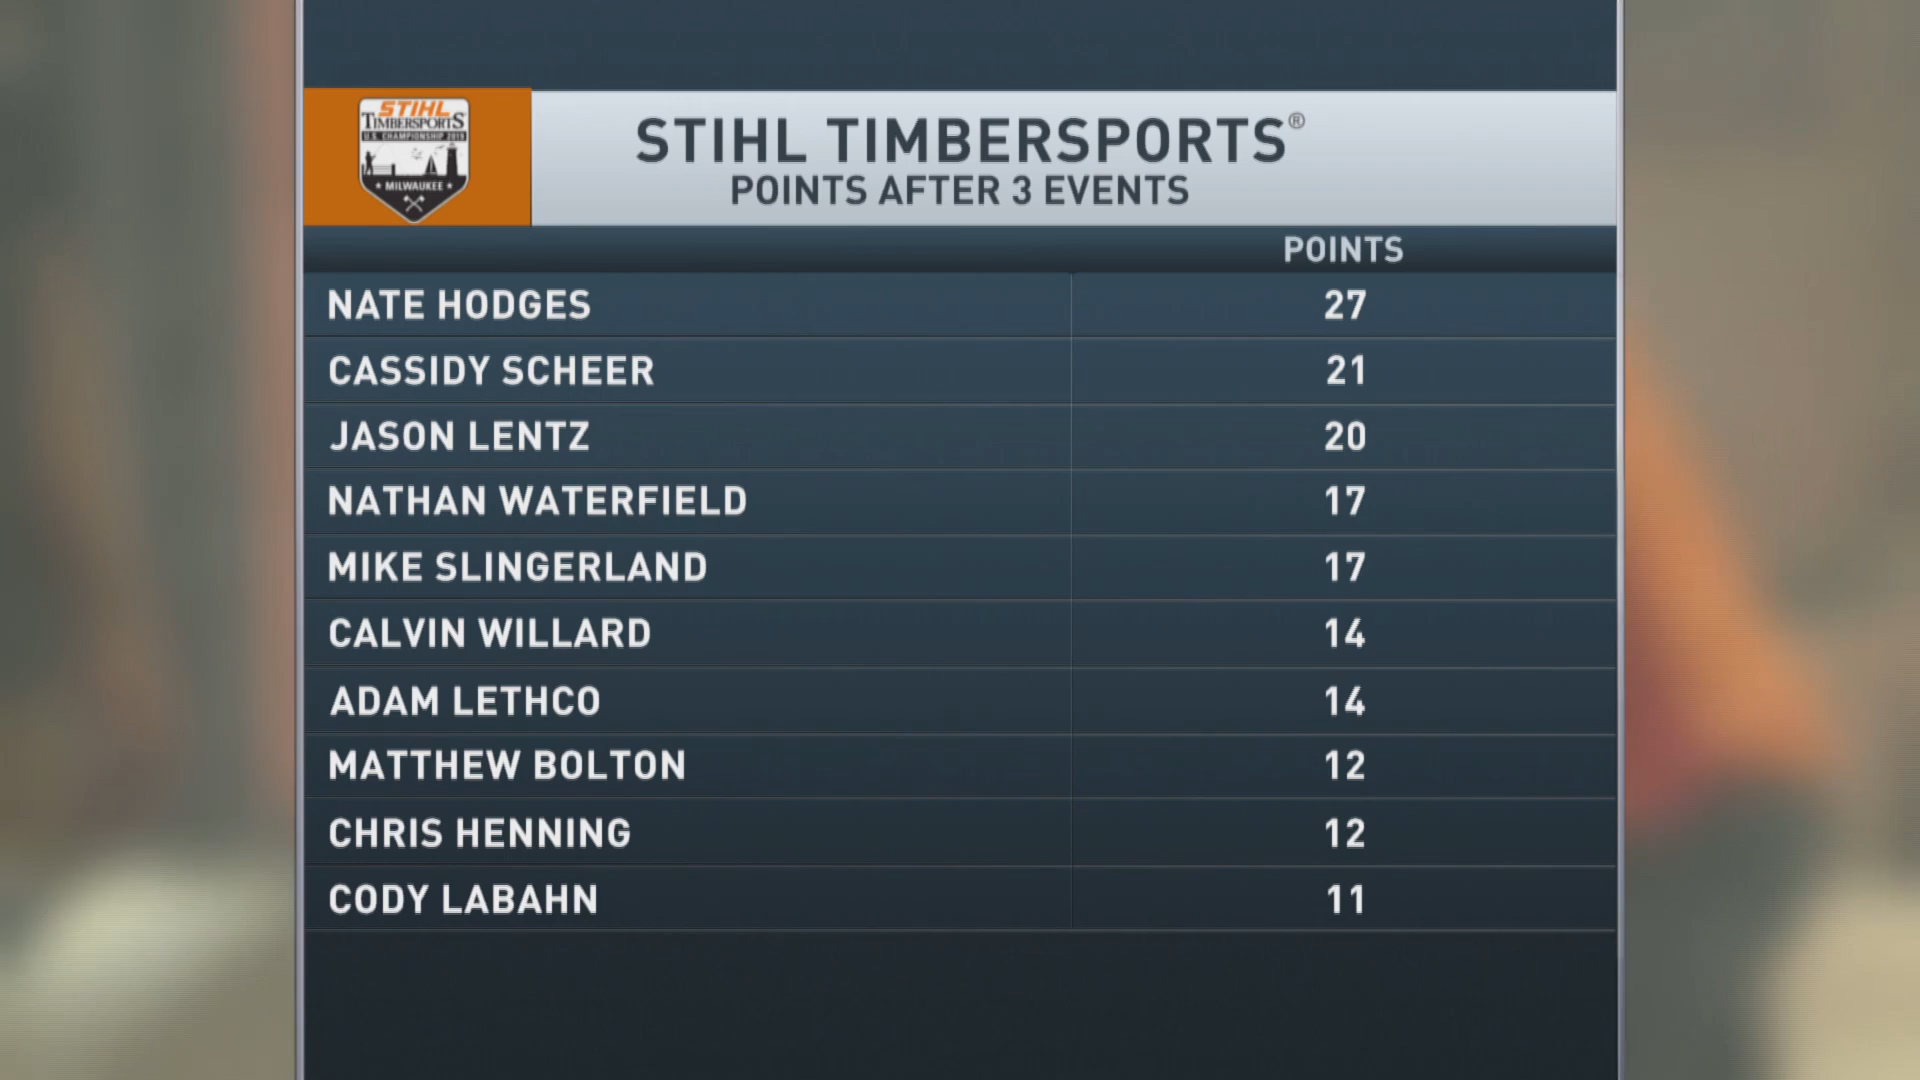 STIHL
TIMBERSPORTS
U.S. CHAMPIONSHIP 2019
MILWAUKEE
STIHL TIMBERSPORTS®
POINTS AFTER 3 EVENTS
POINTS
NATE HODGES 27
CASSIDY SCHEER 21
JASON LENTZ 20
NATHAN WATERFIELD 17
MIKE SLINGERLAND 17
CALVIN WILLARD 14
ADAM LETHCO 14
MATTHEW BOLTON 12
CHRIS HENNING 12
CODY LABAHN 11